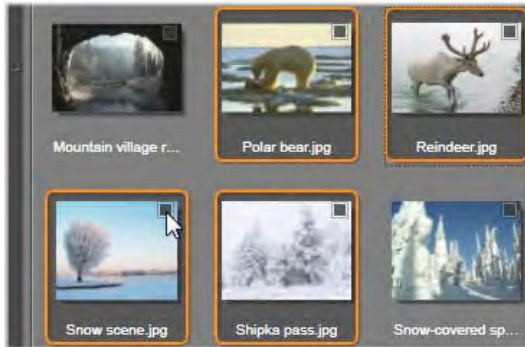 Mountain village r...
Polar bear.jpg
Reindeer.jpg
Snow scene.jpg
Shipka pass.jpg
Snow-covered sp...